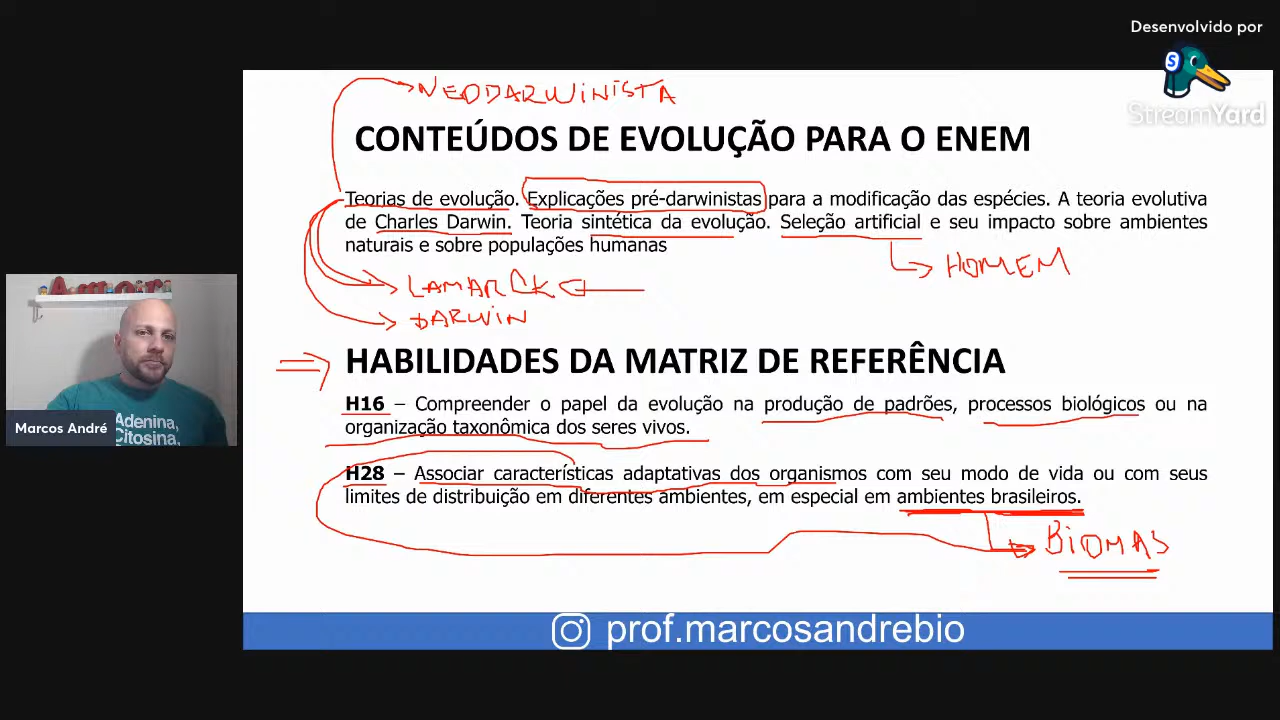 Desenvolvido por
StreamYard
NEODARWINISTA
CONTEÚDOS DE EVOLUÇÃO PARA O ENEM
Teorias de evolução. Explicações pré-darwinistas para a modificação das espécies. A teoria evolutiva
de Charles Darwin. Teoria sintética da evolução. Seleção artificial e seu impacto sobre ambientes
naturais e sobre populações humanas
HOMEM
LAMARCK
DARWIN
HABILIDADES DA MATRIZ DE REFERÊNCIA
H16 – Compreender o papel da evolução na produção de padrões, processos biológicos ou na
organização taxonômica dos seres vivos.
H28 – Associar características adaptativas dos organismos com seu modo de vida ou com seus
limites de distribuição em diferentes ambientes, em especial em ambientes brasileiros.
BIOMAS
Adenina,
Citosina,
Marcos André
prof.marcosandrebio